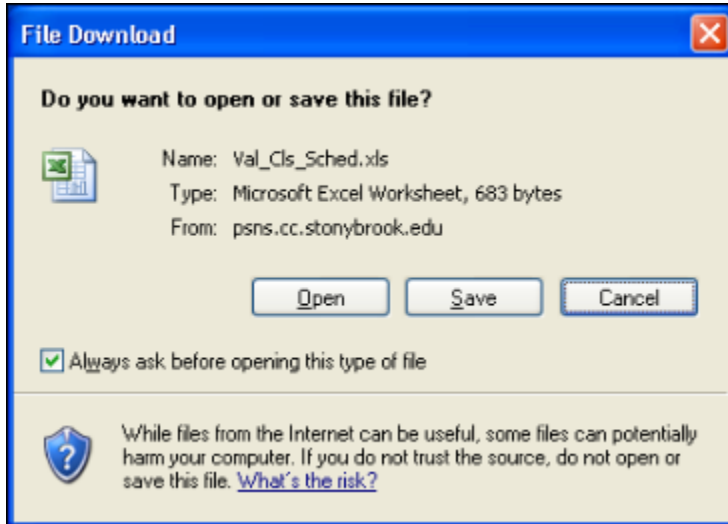 File Download
Do you want to open or save this file?
Name: Val_Cls_Sched.xls
Type: Microsoft Excel Worksheet, 683 bytes
From: psns.cc.stonybrook.edu
Open Save Cancel
Always ask before opening this type of file
While files from the Internet can be useful, some files can potentially
harm your computer. If you do not trust the source, do not open or
save this file. What's the risk?